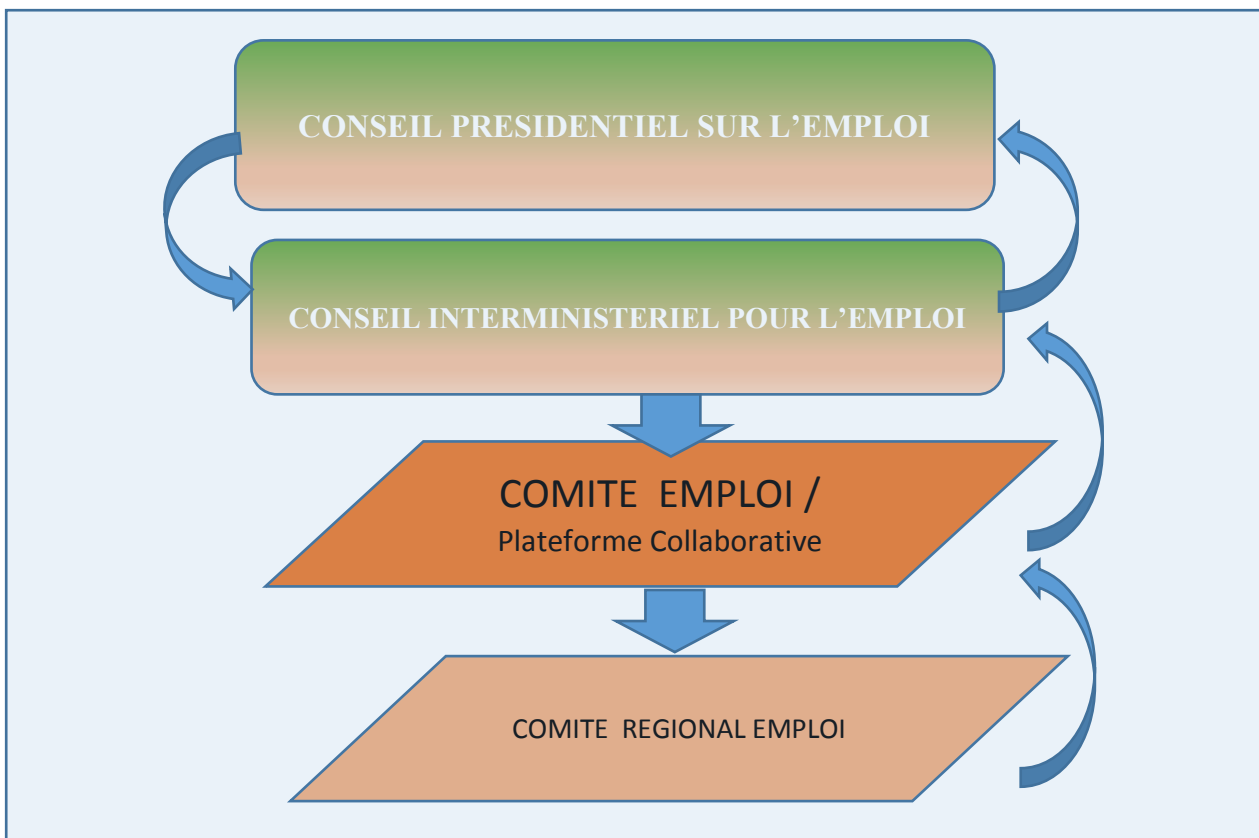 CONSEIL PRESIDENTIEL SUR L’EMPLOI
CONSEIL INTERMINISTERIEL POUR L’EMPLOI
COMITE EMPLOI /
Plateforme Collaborative
COMITE REGIONAL EMPLOI